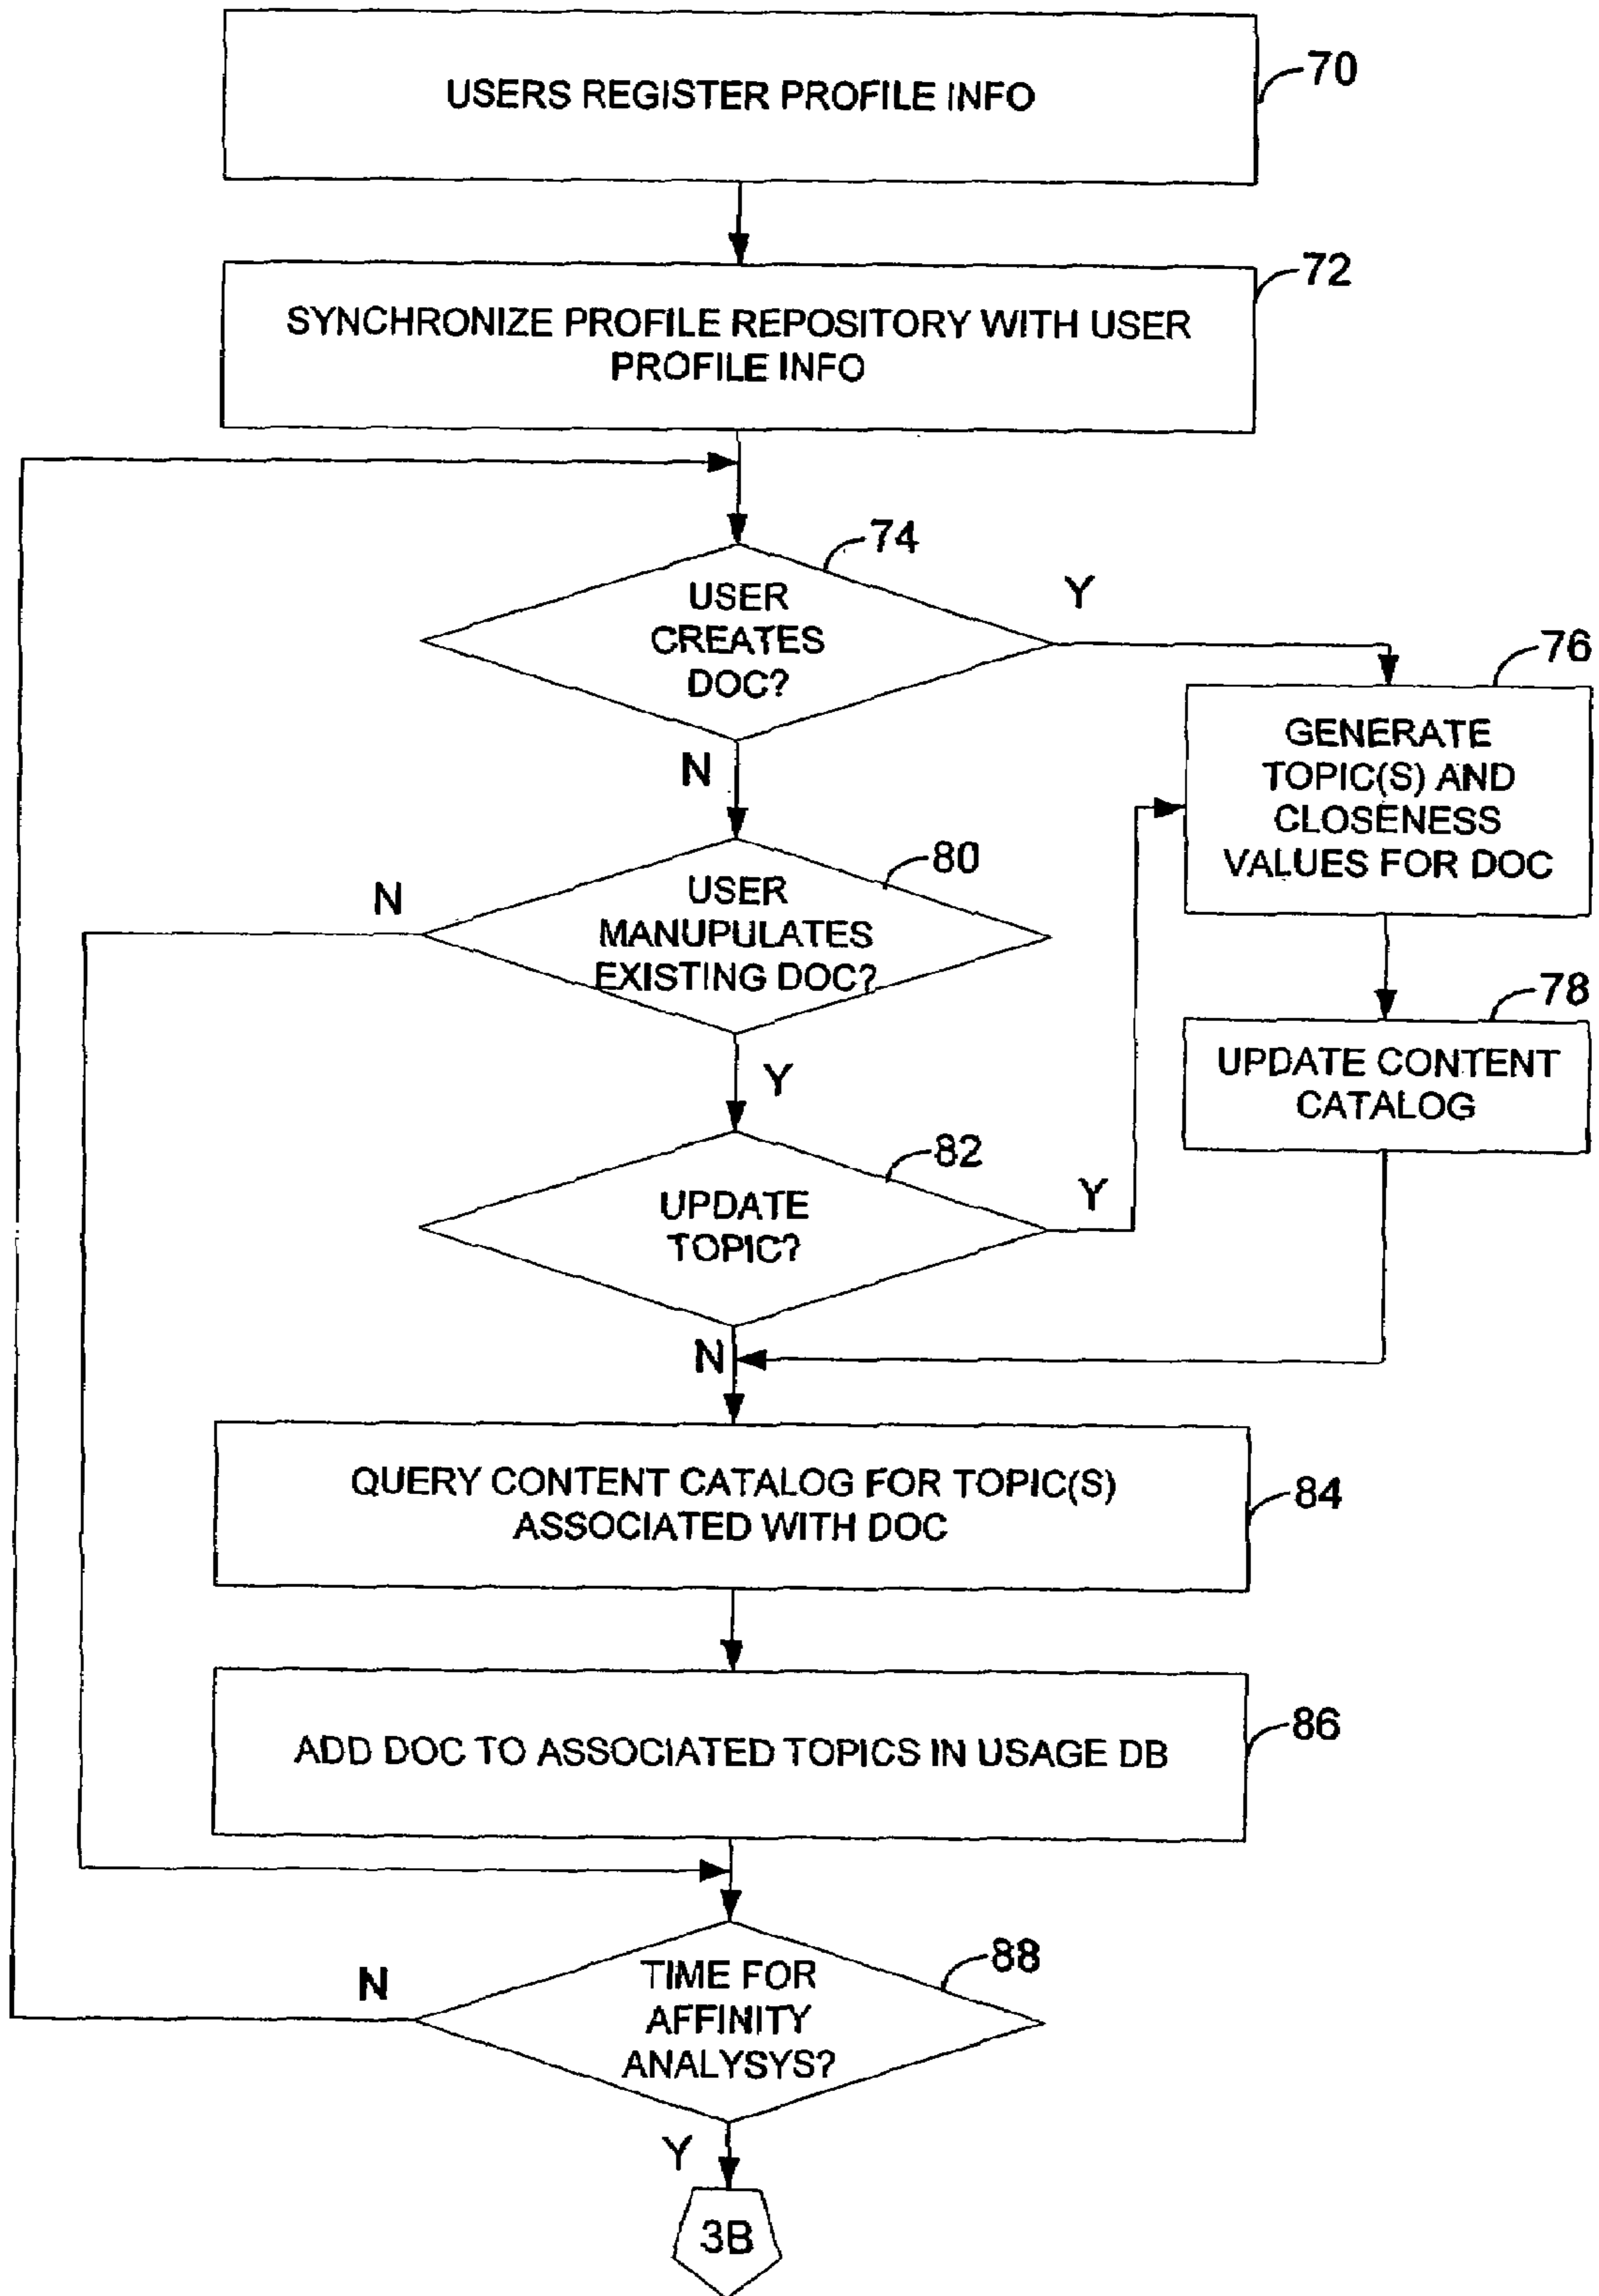 USERS REGISTER PROFILE INFO
70
SYNCHRONIZE PROFILE REPOSITORY WITH USER
PROFILE INFO
72
USER
CREATES
DOC?
74
Y
N
GENERATE
TOPIC(S) AND
CLOSENESS
VALUES FOR DOC
76
UPDATE CONTENT
CATALOG
78
USER
MANUPULATES
EXISTING DOC?
80
N
Y
UPDATE
TOPIC?
82
Y
N
QUERY CONTENT CATALOG FOR TOPIC(S)
ASSOCIATED WITH DOC
84
ADD DOC TO ASSOCIATED TOPICS IN USAGE DB
86
TIME FOR
AFFINITY
ANALYSYS?
88
N
Y
3B